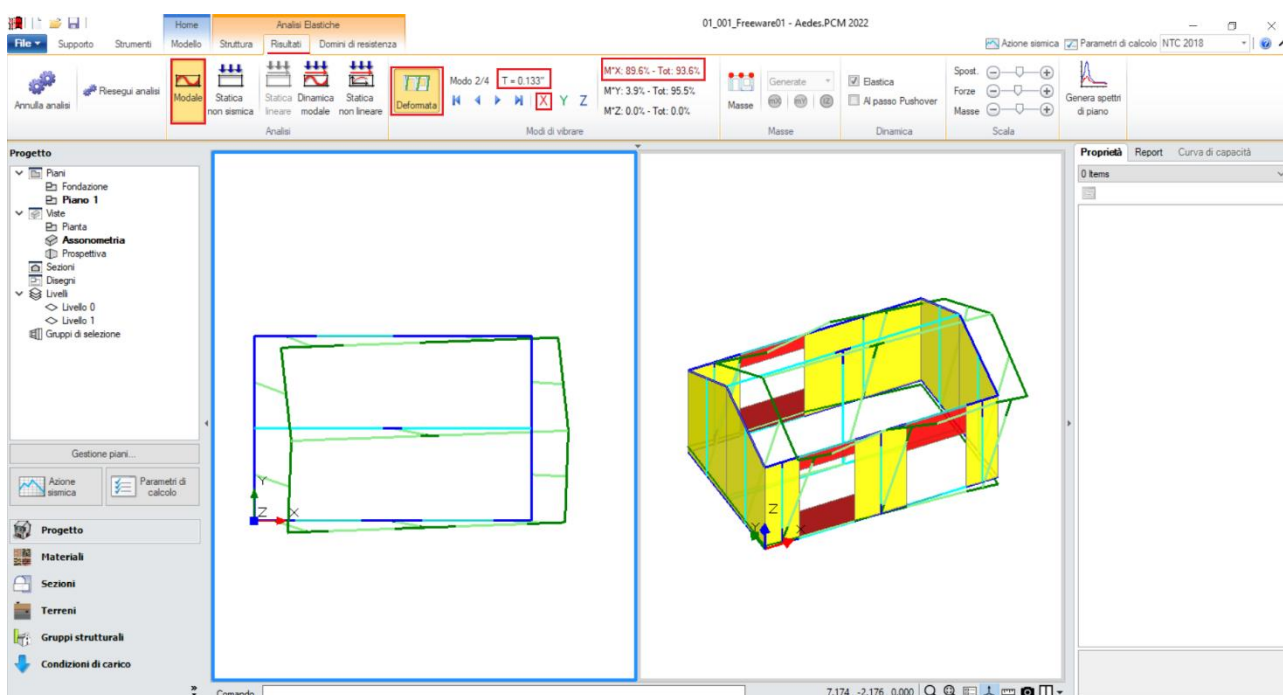 01_001_Freeware01 - Aedes.PCM 2022
Home
Analisi Elastiche
File
Supporto
Strumenti
Modello
Struttura
Risultati
Domini di resistenza
Azione sismica
Parametri di calcolo
NTC 2018
Annulla analisi
Riesegui analisi
Modale
Statica non sismica
Statica lineare
Dinamica modale
Statica non lineare
Analisi
Deformata
Modo 2/4
T = 0.133"
X Y Z
M*X: 89.6% - Tot: 93.6%
M*Y: 3.9% - Tot: 95.5%
M*Z: 0.0% - Tot: 0.0%
Modi di vibrare
Masse
Generate
Masse
Elastica
Al passo Pushover
Dinamica
Spost.
Forze
Masse
Scala
Genera spettri di piano
Progetto
Piani
Fondazione
Piano 1
Viste
Pianta
Assonometria
Prospettiva
Sezioni
Disegni
Livelli
Livello 0
Livello 1
Gruppi di selezione
Gestione piani...
Azione sismica
Parametri di calcolo
Progetto
Materiali
Sezioni
Terreni
Gruppi strutturali
Condizioni di carico
Y
Z
X
Z
Y
X
Proprietà
Report
Curva di capacità
0 Items
Comando
7.174 -2.176 0.000